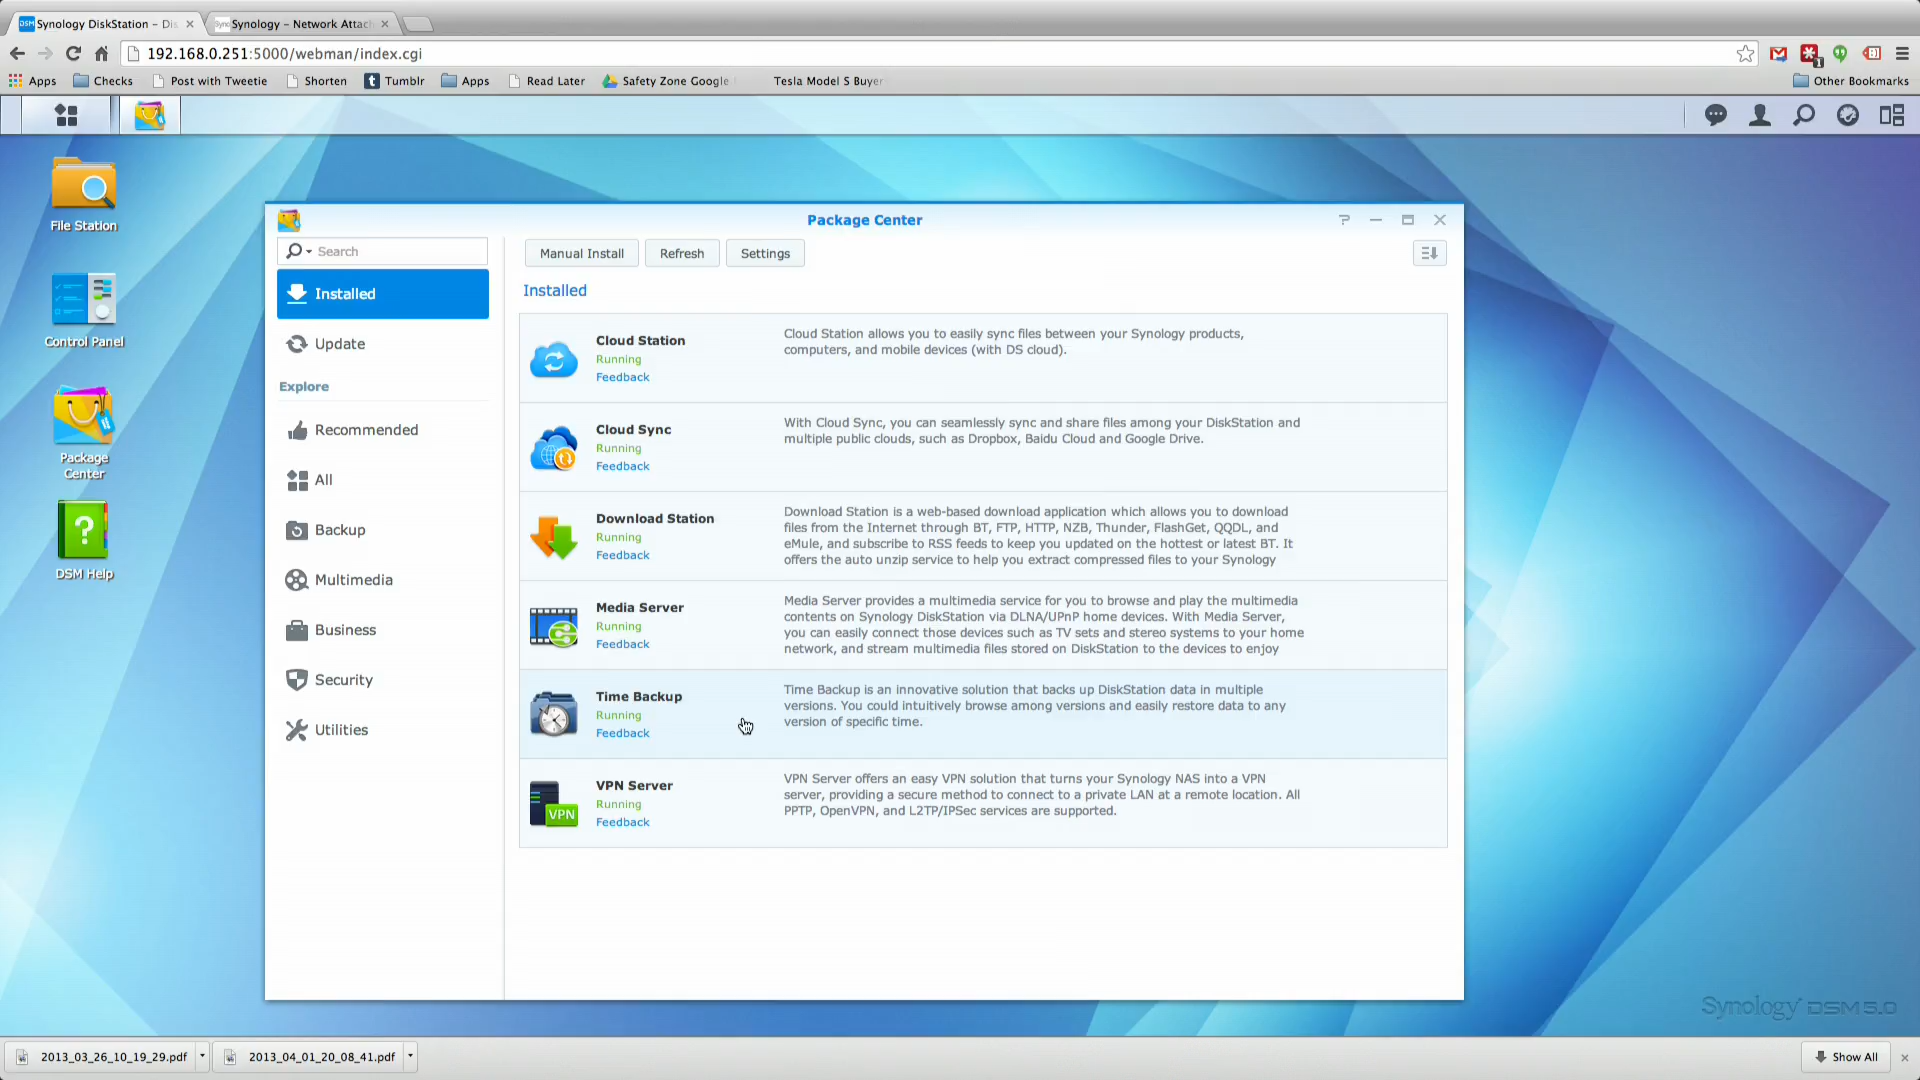 Synology DiskStation – Dis
Synology – Network Attac
192.168.0.251:5000/webman/index.cgi
Apps
Checks
Post with Tweetie
Shorten
Tumblr
Apps
Read Later
Safety Zone Google
Tesla Model S Buyer
Other Bookmarks
File Station
Control Panel
Package
Center
DSM Help
Package Center
Search
Installed
Update
Explore
Recommended
All
Backup
Multimedia
Business
Security
Utilities
Manual Install
Refresh
Settings
Installed
Cloud Station
Running
Feedback
Cloud Station allows you to easily sync files between your Synology products,
computers, and mobile devices (with DS cloud).
Cloud Sync
Running
Feedback
With Cloud Sync, you can seamlessly sync and share files among your DiskStation and
multiple public clouds, such as Dropbox, Baidu Cloud and Google Drive.
Download Station
Running
Feedback
Download Station is a web-based download application which allows you to download
files from the Internet through BT, FTP, HTTP, NZB, Thunder, FlashGet, QQDL, and
eMule, and subscribe to RSS feeds to keep you updated on the hottest or latest BT. It
offers the auto unzip service to help you extract compressed files to your Synology
Media Server
Running
Feedback
Media Server provides a multimedia service for you to browse and play the multimedia
contents on Synology DiskStation via DLNA/UPnP home devices. With Media Server,
you can easily connect those devices such as TV sets and stereo systems to your home
network, and stream multimedia files stored on DiskStation to the devices to enjoy
Time Backup
Running
Feedback
Time Backup is an innovative solution that backs up DiskStation data in multiple
versions. You could intuitively browse among versions and easily restore data to any
version of specific time.
VPN
VPN Server
Running
Feedback
VPN Server offers an easy VPN solution that turns your Synology NAS into a VPN
server, providing a secure method to connect to a private LAN at a remote location. All
PPTP, OpenVPN, and L2TP/IPSec services are supported.
Synology DSM 5.0
2013_03_26_10_19_29.pdf
2013_04_01_20_08_41.pdf
Show All